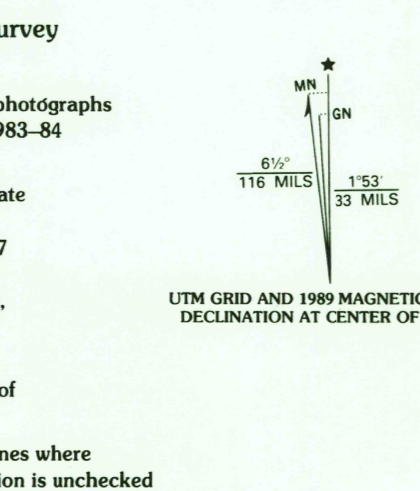 urvey
photographs
983–84
ate
7
,
of
nes where
ion is unchecked
★
MN
GN
6½°
116 MILS
1°53′
33 MILS
UTM GRID AND 1989 MAGNETIC
DECLINATION AT CENTER OF